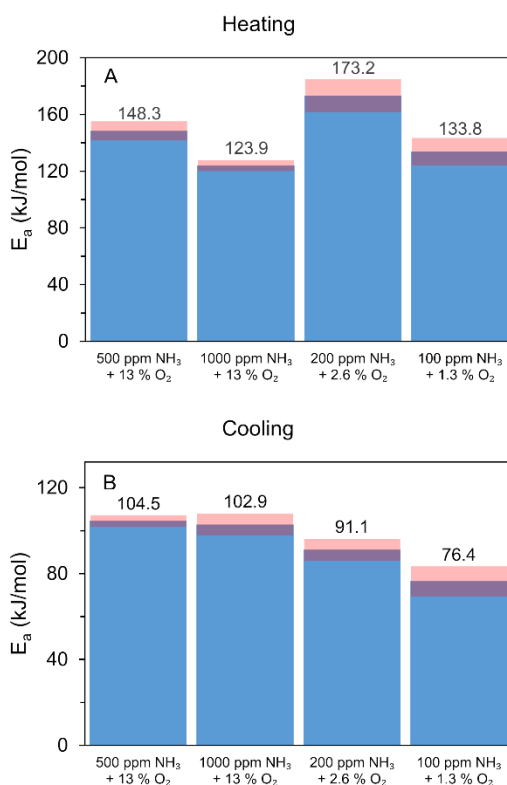 Heating
A
E_a (kJ/mol)
200
160
120
80
40
0
148.3
123.9
173.2
133.8
500 ppm NH₃
+ 13 % O₂
1000 ppm NH₃
+ 13 % O₂
200 ppm NH₃
+ 2.6 % O₂
100 ppm NH₃
+ 1.3 % O₂
Cooling
B
E_a (kJ/mol)
120
80
40
0
104.5
102.9
91.1
76.4
500 ppm NH₃
+ 13 % O₂
1000 ppm NH₃
+ 13 % O₂
200 ppm NH₃
+ 2.6 % O₂
100 ppm NH₃
+ 1.3 % O₂